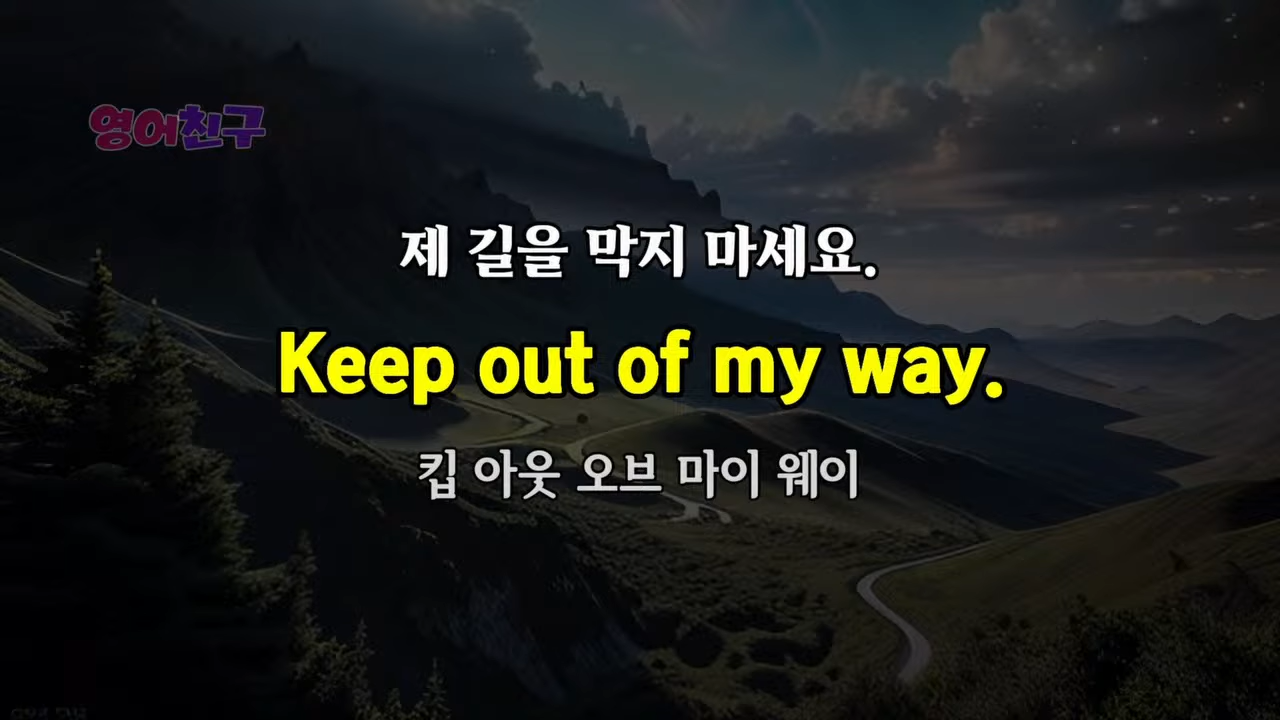 영어친구
제 길을 막지 마세요.
Keep out of my way.
킵 아웃 오브 마이 웨이